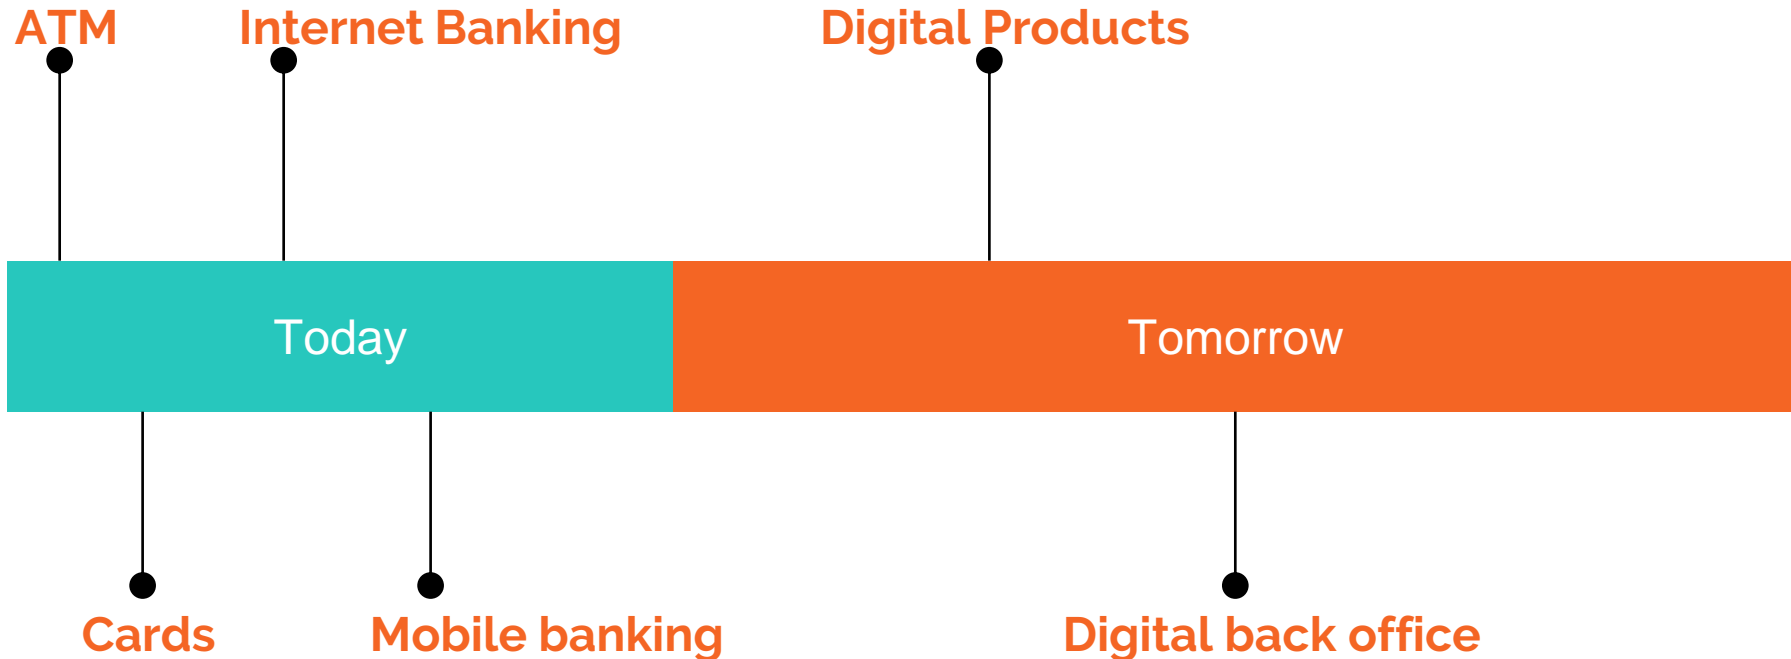 ATM
Internet Banking
Digital Products
Today
Tomorrow
Cards
Mobile banking
Digital back office